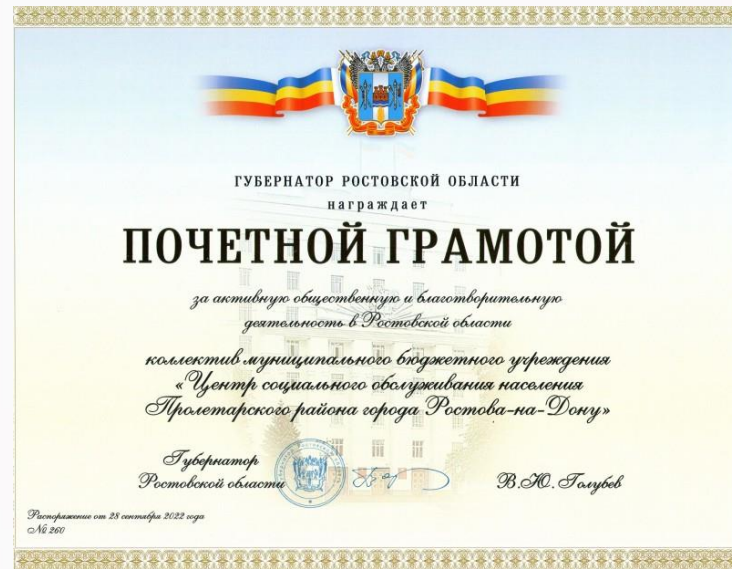 ГУБЕРНАТОР РОСТОВСКОЙ ОБЛАСТИ
награждает
ПОЧЕТНОЙ ГРАМОТОЙ
за активную общественную и благотворительную
деятельность в Ростовской области
коллектив муниципального бюджетного учреждения
«Центр социального обслуживания населения
Пролетарского района города Ростова-на-Дону»
Губернатор
Ростовской области
В.Ю. Голубев
Распоряжение от 28 сентября 2022 года
№ 260